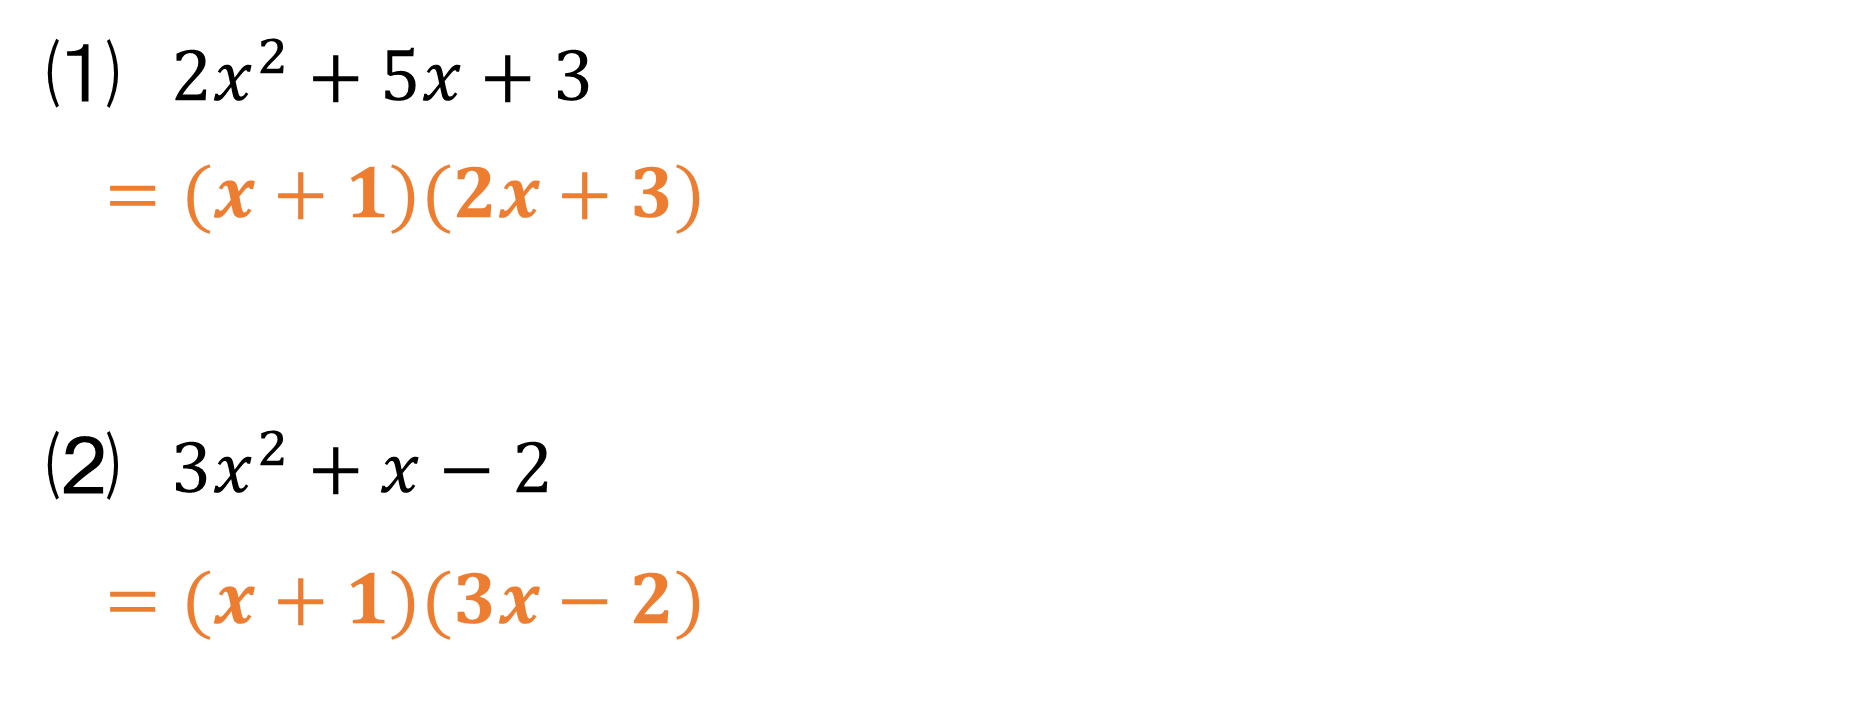 (1) 2x² + 5x + 3
= (x + 1)(2x + 3)
(2) 3x² + x − 2
= (x + 1)(3x − 2)